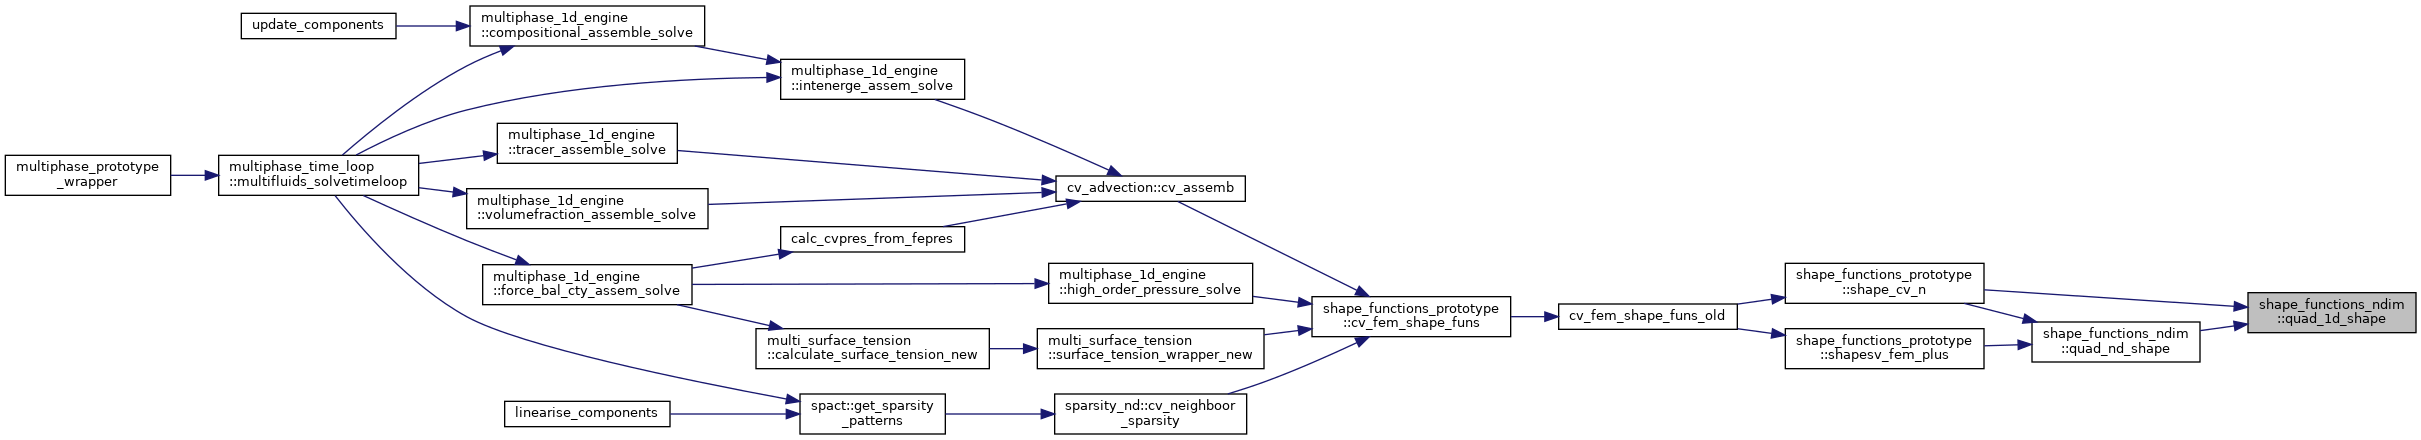 update_components
multiphase_1d_engine
::compositional_assemble_solve
multiphase_1d_engine
::intenerge_assem_solve
multiphase_1d_engine
::tracer_assemble_solve
multiphase_prototype
_wrapper
multiphase_time_loop
::multifluids_solvetimeloop
multiphase_1d_engine
::volumefraction_assemble_solve
cv_advection::cv_assemb
calc_cvpres_from_fepres
multiphase_1d_engine
::force_bal_cty_assem_solve
multiphase_1d_engine
::high_order_pressure_solve
shape_functions_prototype
::cv_fem_shape_funs
cv_fem_shape_funs_old
shape_functions_prototype
::shape_cv_n
shape_functions_ndim
::quad_1d_shape
multi_surface_tension
::calculate_surface_tension_new
multi_surface_tension
::surface_tension_wrapper_new
shape_functions_prototype
::shapesv_fem_plus
shape_functions_ndim
::quad_nd_shape
linearise_components
spact::get_sparsity
_patterns
sparsity_nd::cv_neighboor
_sparsity